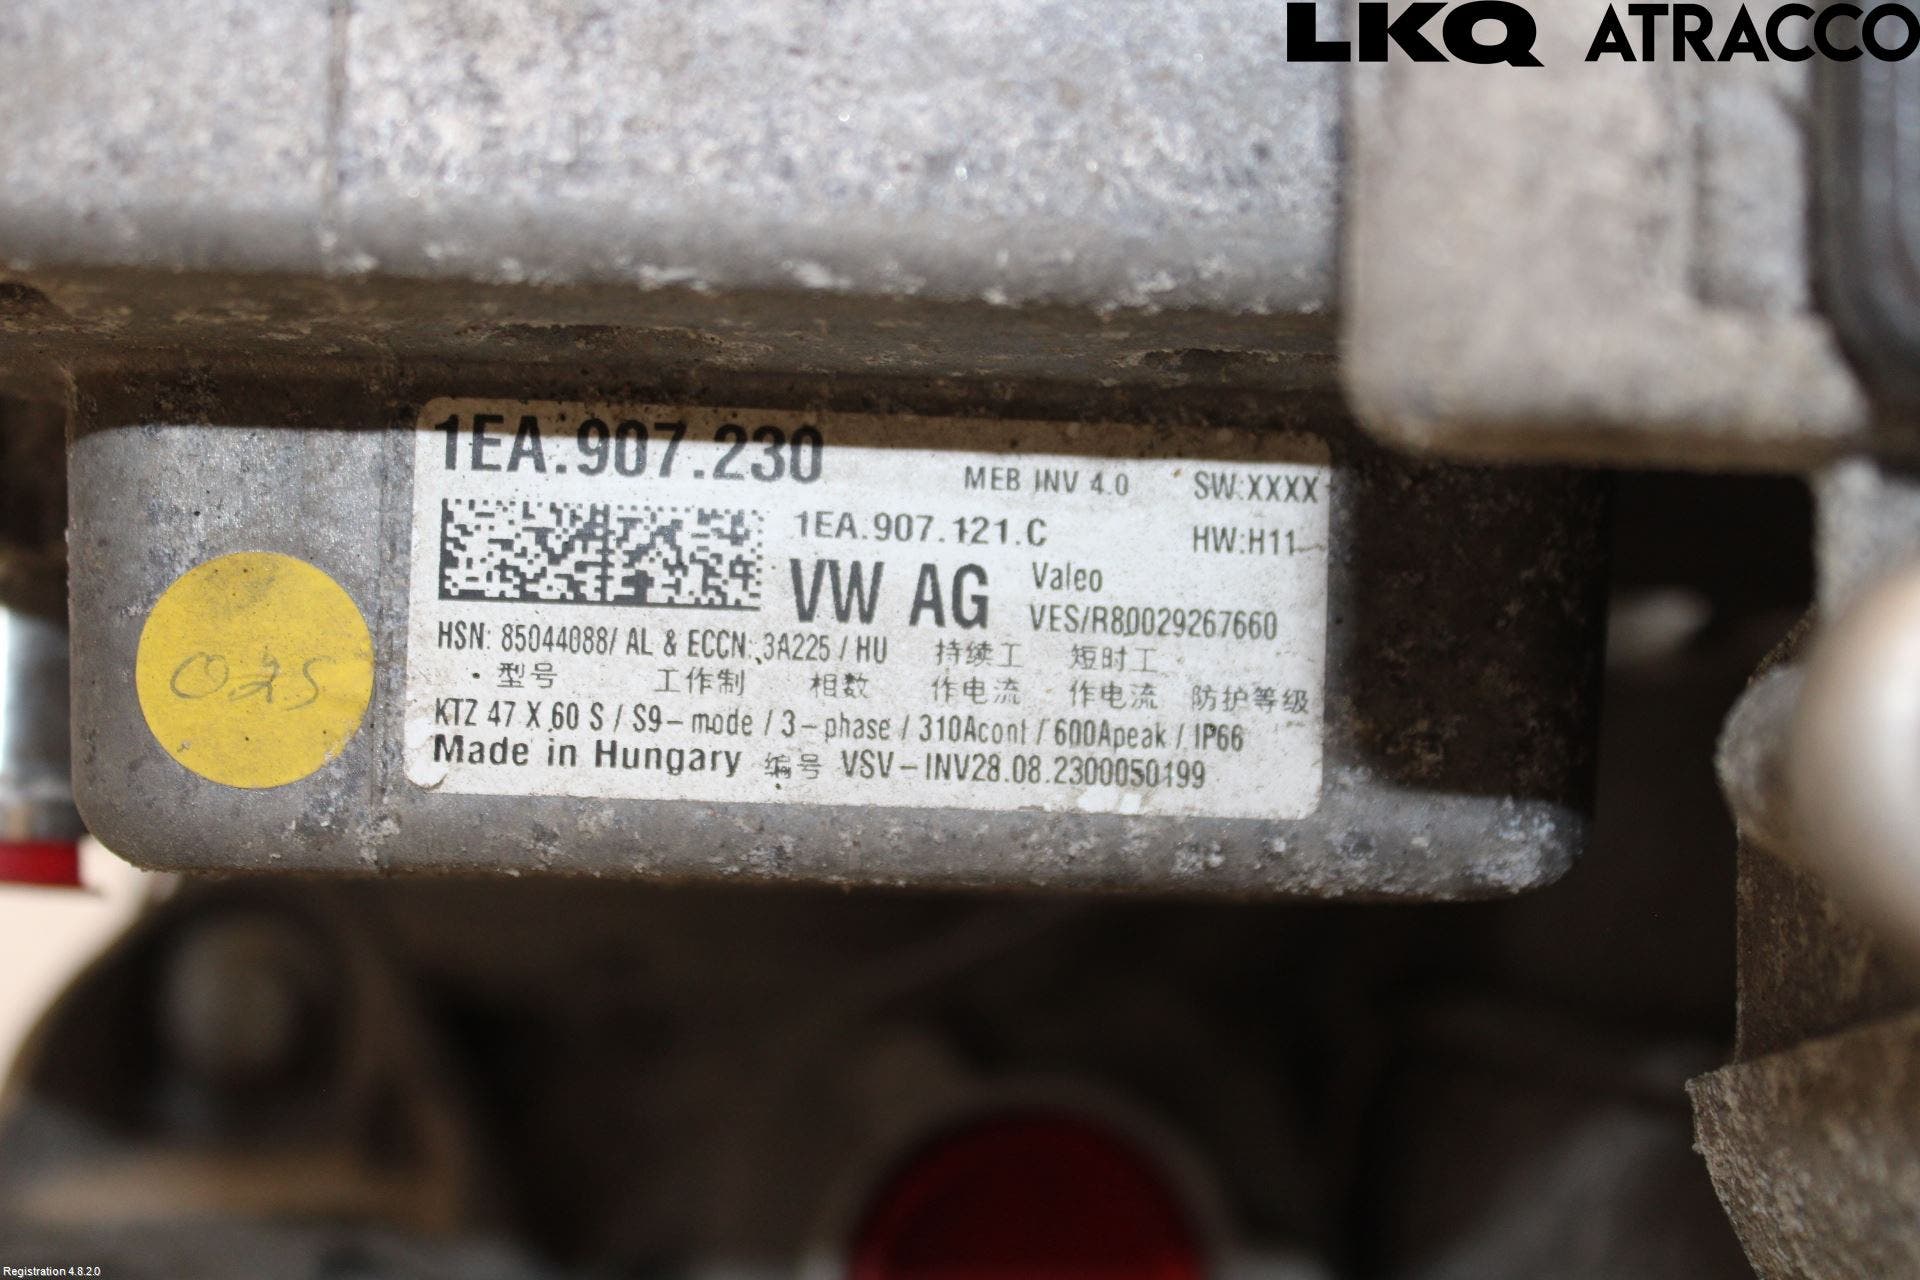 LKQ ATRACCO
1EA.907.230
MEB INV 4.0 SW:XXXX
1EA.907.121.C HW:H11
VW AG Valeo
VES/R80029267660
HSN: 85044088/ AL & ECCN: 3A225 / HU
持续工 短时工
型号 工作制 相数 作电流 作电流 防护等级
KTZ 47 X 60 S / S9-mode / 3-phase / 310Acont / 600Apeak / IP66
Made in Hungary 编号 VSV-INV28.08.2300050199
Registration 4.8.2.0